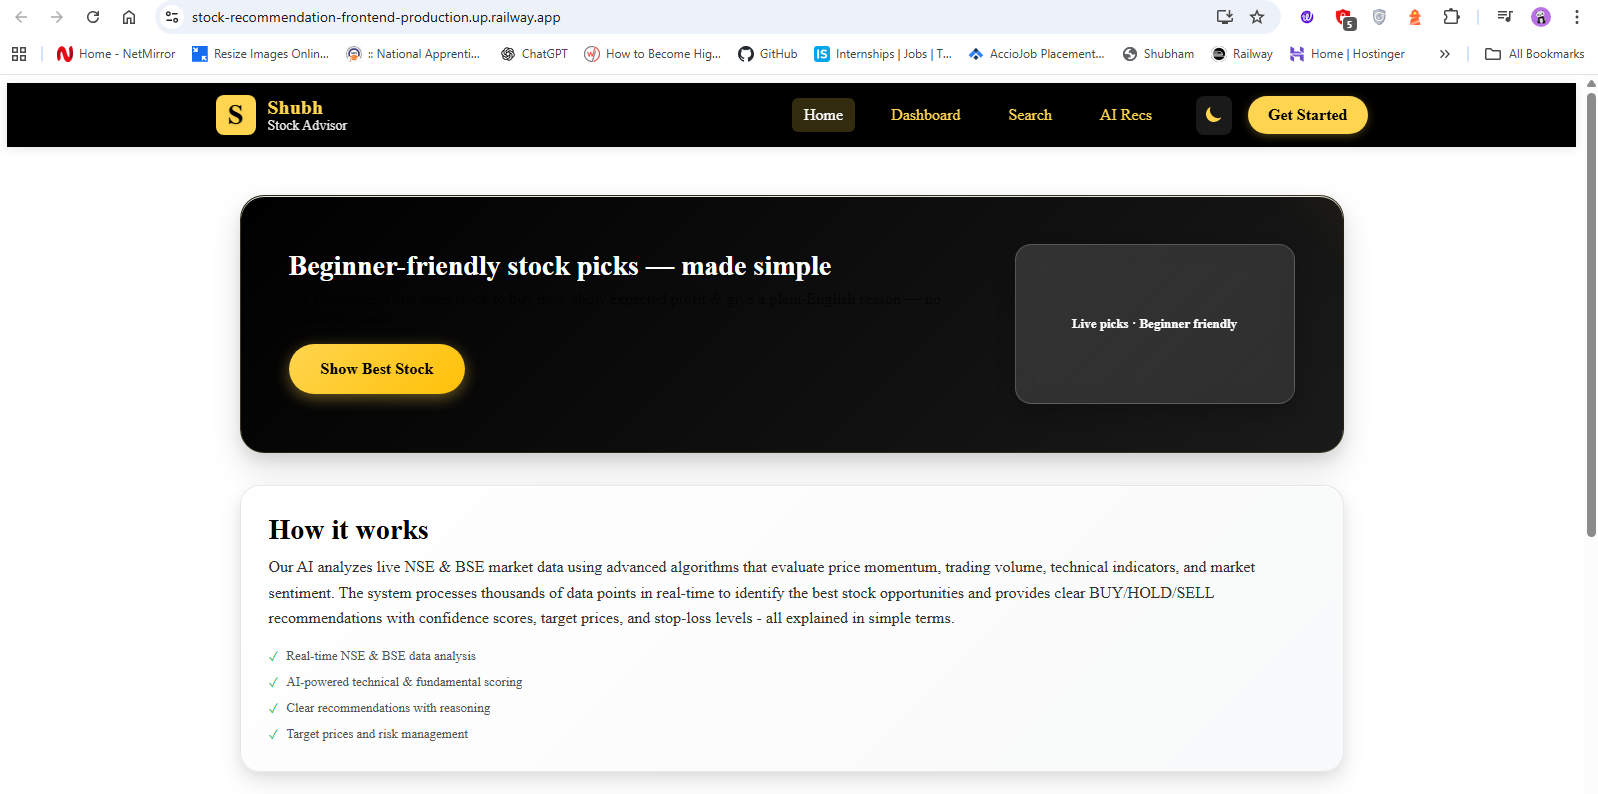 stock-recommendation-frontend-production.up.railway.app
5
Home - NetMirror
Resize Images Onlin...
:: National Apprenti...
ChatGPT
How to Become Hig...
GitHub
Internships | Jobs | T...
AccioJob Placement...
Shubham
Railway
Home | Hostinger
All Bookmarks
S
Shubh
Stock Advisor
Home
Dashboard
Search
AI Recs
Get Started
Beginner-friendly stock picks — made simple
stock to buy now, show expected profit & give a plain-English reason — no
Show Best Stock
Live picks · Beginner friendly
How it works
Our AI analyzes live NSE & BSE market data using advanced algorithms that evaluate price momentum, trading volume, technical indicators, and market
sentiment. The system processes thousands of data points in real-time to identify the best stock opportunities and provides clear BUY/HOLD/SELL
recommendations with confidence scores, target prices, and stop-loss levels - all explained in simple terms.
✓ Real-time NSE & BSE data analysis
✓ AI-powered technical & fundamental scoring
✓ Clear recommendations with reasoning
✓ Target prices and risk management